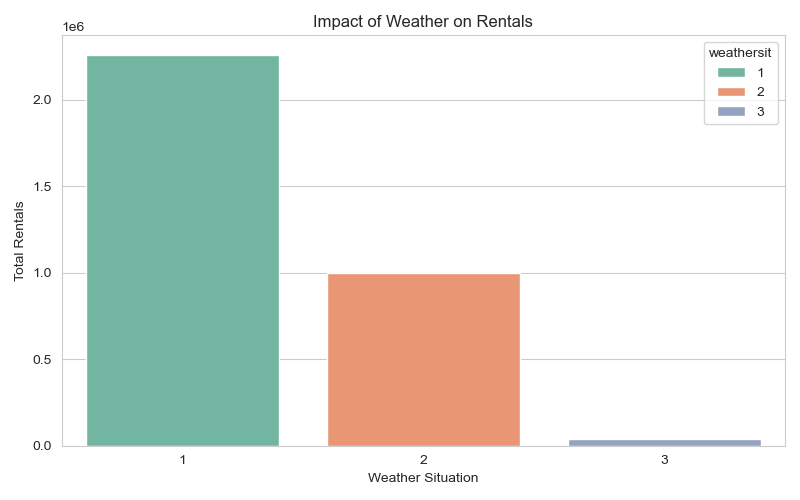 Impact of Weather on Rentals
1e6
weathersit
1
2
3
2.0
1.5
1.0
0.5
0.0
Total Rentals
1 2 3
Weather Situation